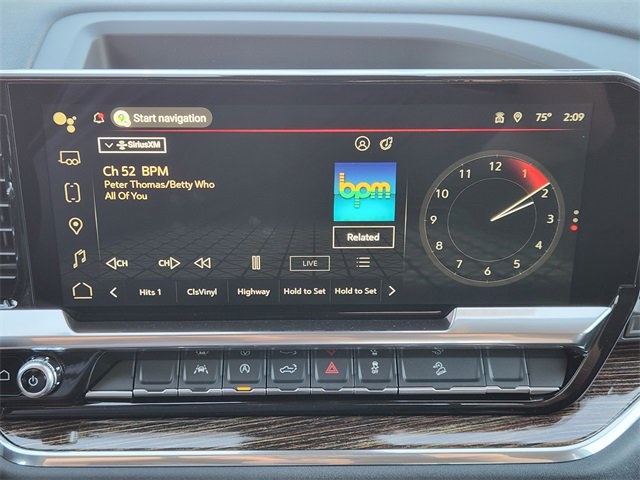 Start navigation
75° 2:09
SiriusXM
Ch 52 BPM
Peter Thomas/Betty Who
All Of You
bpm
Related
CH CH LIVE
Hits 1 ClsVinyl Highway Hold to Set Hold to Set
12
1
2
3
4
5
6
7
8
9
10
11